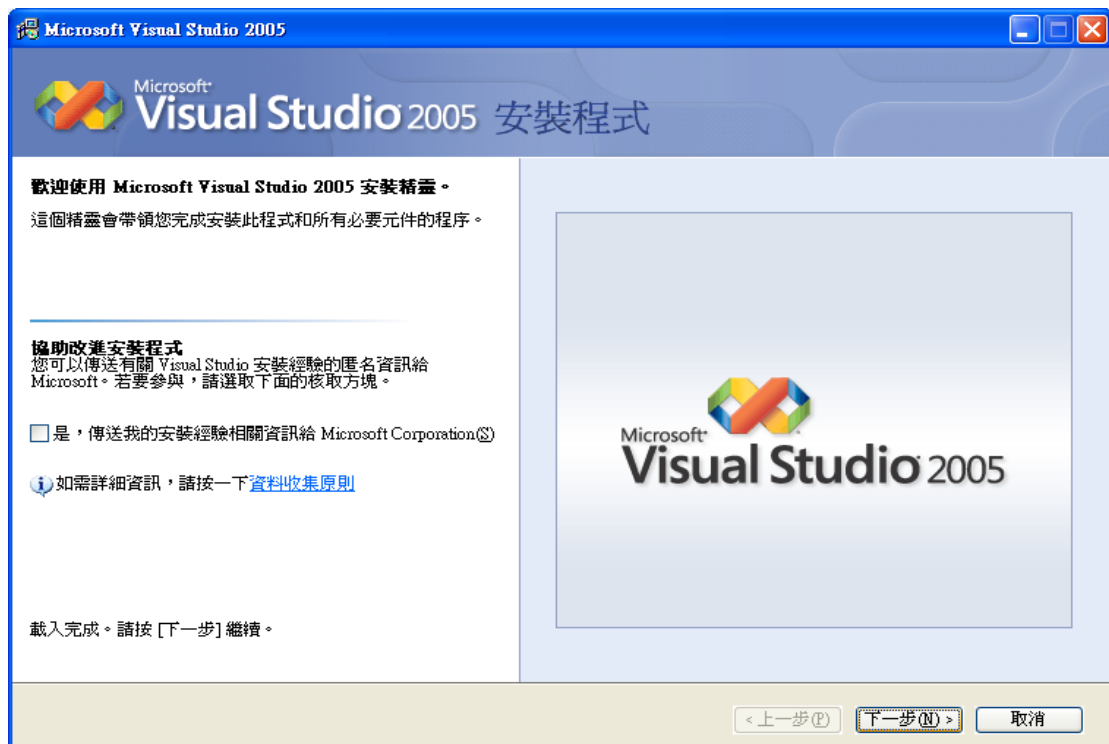 Microsoft Visual Studio 2005
Microsoft
Visual Studio 2005 安裝程式
歡迎使用 Microsoft Visual Studio 2005 安裝精靈。
這個精靈會帶領您完成安裝此程式和所有必要元件的程序。
協助改進安裝程式
您可以傳送有關 Visual Studio 安裝經驗的匿名資訊給
Microsoft。若要參與，請選取下面的核取方塊。
是，傳送我的安裝經驗相關資訊給 Microsoft Corporation(S)
如需詳細資訊，請按一下資料收集原則
載入完成。請按 [下一步] 繼續。
Microsoft
Visual Studio 2005
<上一步(P) 下一步(N) > 取消